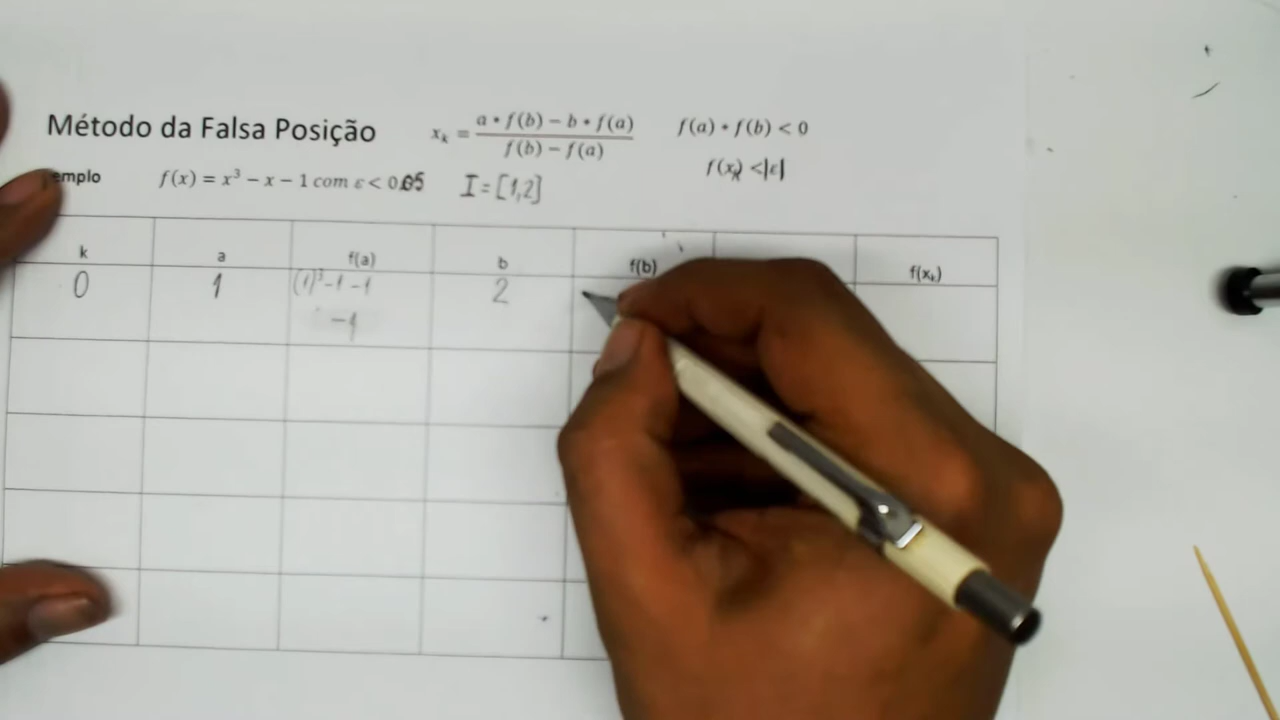 Método da Falsa Posição xₖ = (a * f(b) − b * f(a)) / (f(b) − f(a)) f(a) * f(b) < 0
f(xₖ) < |ε|
emplo f(x) = x³ − x − 1 com ε < 0.05 I = [1,2]
k a f(a) b f(b) f(xₖ)
0 1 (1)³-1-1 2
-1